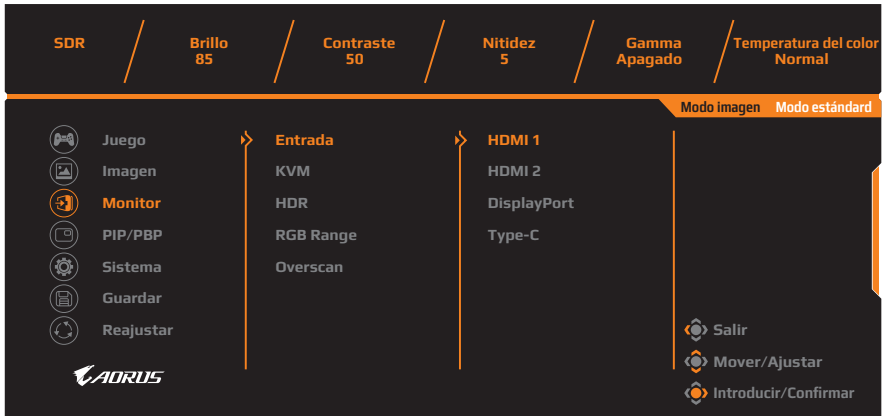 SDR
Brillo
85
Contraste
50
Nitidez
5
Gamma
Apagado
Temperatura del color
Normal
Modo imagen Modo estándard
Juego
Imagen
Monitor
PIP/PBP
Sistema
Guardar
Reajustar
Entrada
KVM
HDR
RGB Range
Overscan
HDMI 1
HDMI 2
DisplayPort
Type-C
Salir
Mover/Ajustar
Introducir/Confirmar
AORUS